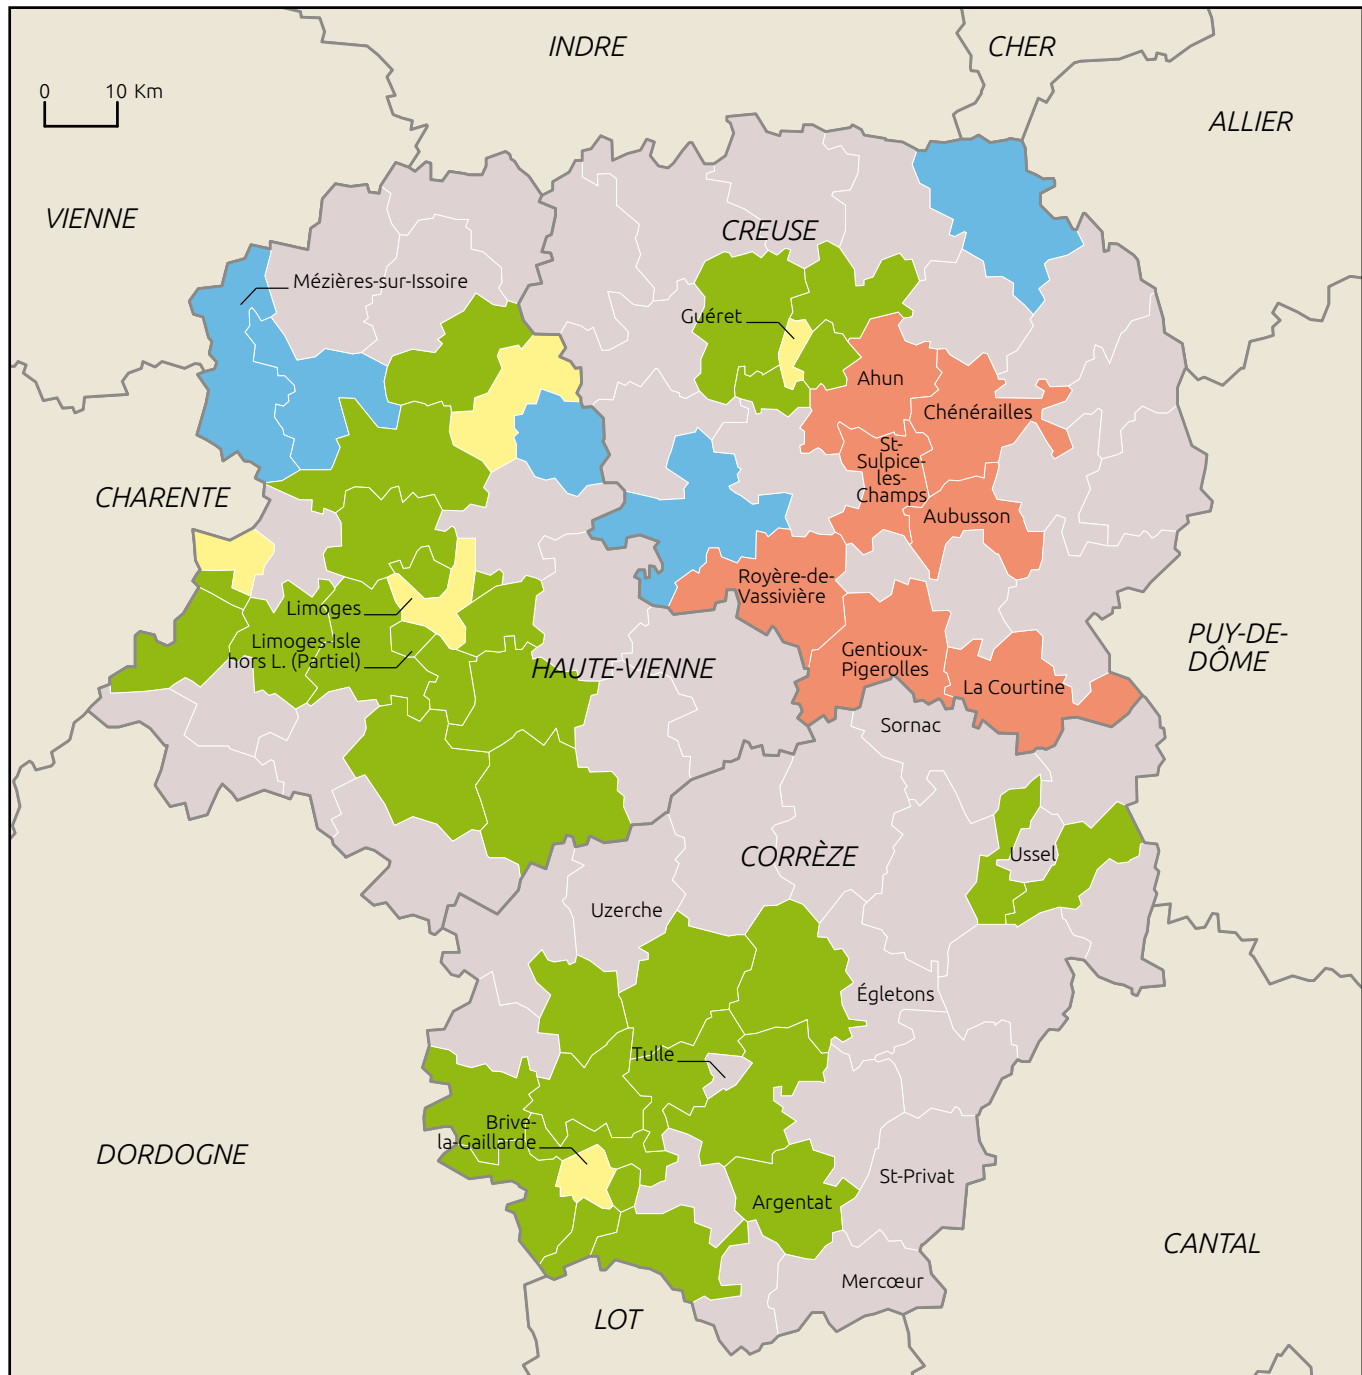 INDRE
CHER
0 10 Km
ALLIER
VIENNE
CREUSE
Mézières-sur-Issoire
Guéret
Ahun
Chénérailles
St-
Sulpice-
les-
Champs
CHARENTE
Aubusson
Royère-de-
Vassivière
Limoges
Limoges-Isle
hors L. (Partiel)
HAUTE-VIENNE
Gentioux-
Pigerolles
La Courtine
PUY-DE-
DÔME
Sornac
CORRÈZE
Ussel
Uzerche
Égletons
Tulle
Brive-
la-Gaillarde
DORDOGNE
St-Privat
Argentat
CANTAL
Mercœur
LOT